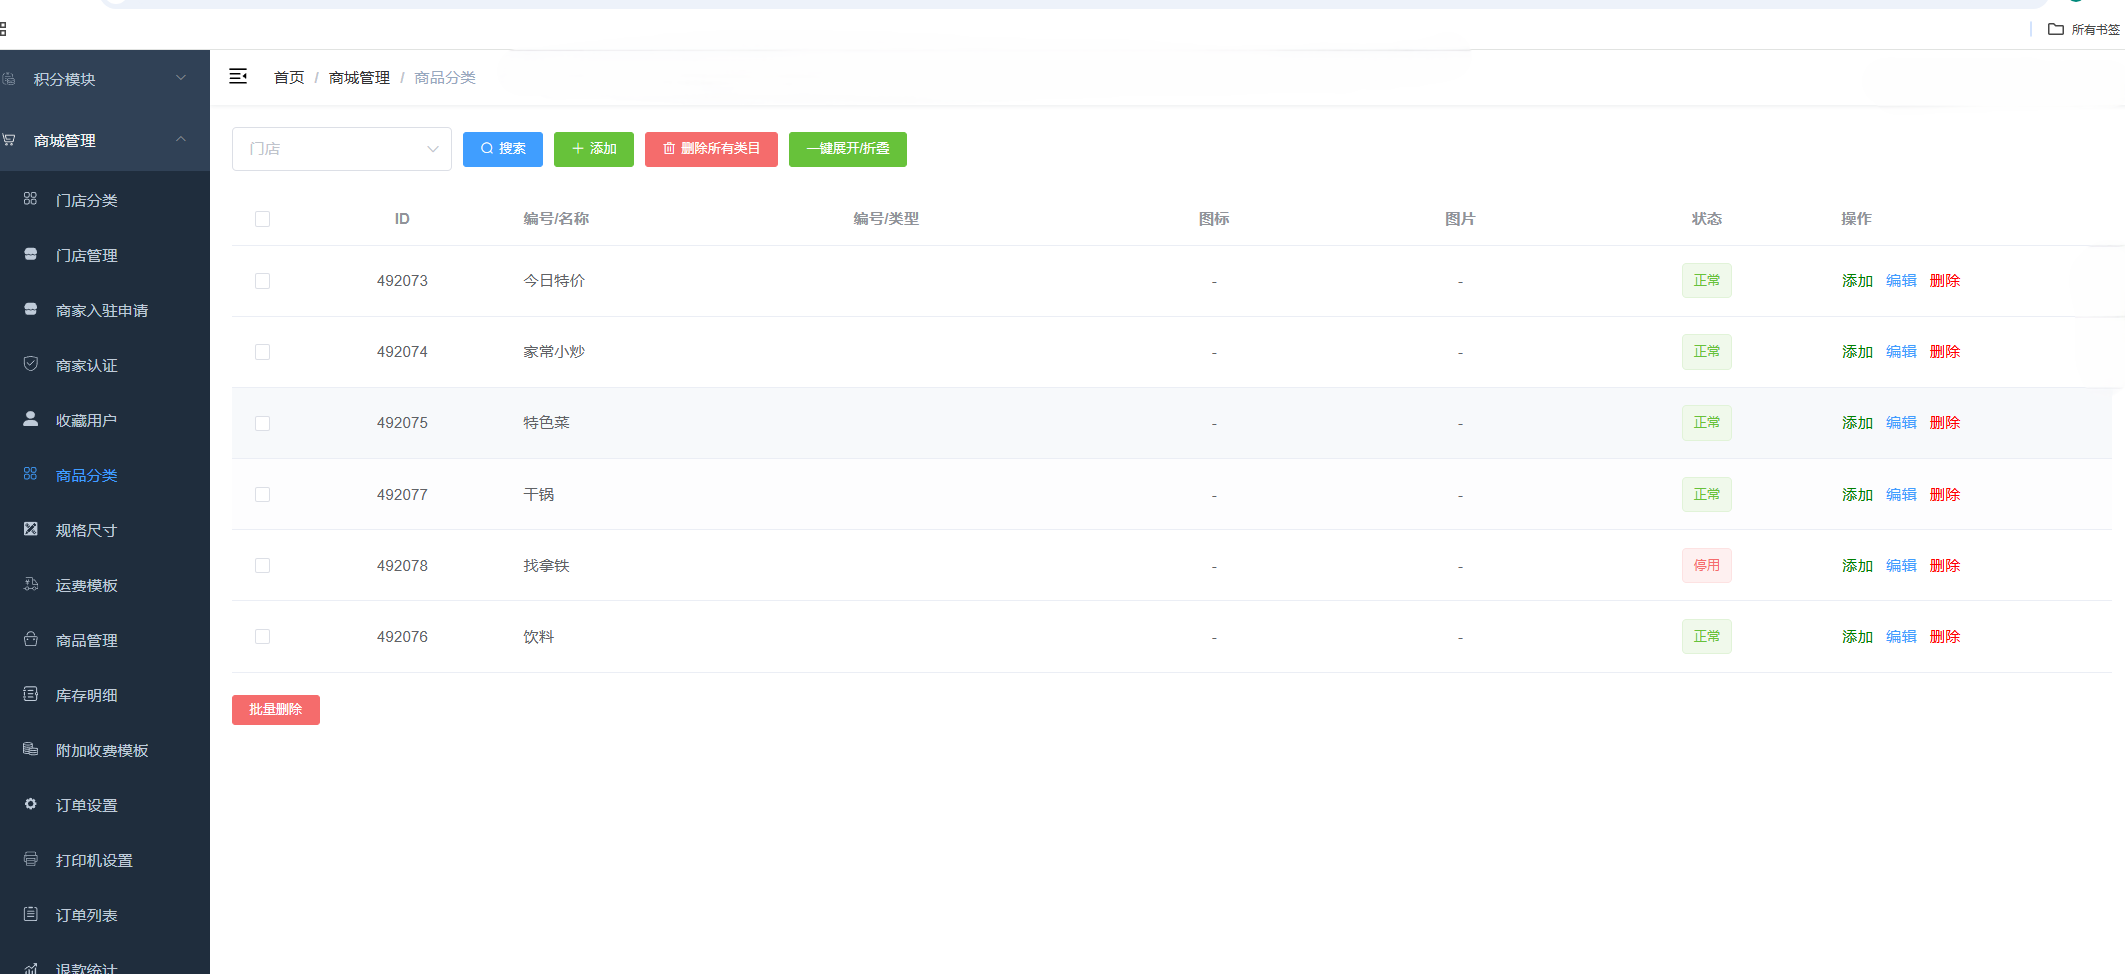 所有书签
积分模块
首页 / 商城管理 / 商品分类
商城管理
门店 搜索 添加 删除所有类目 一键展开/折叠
门店分类
门店管理
商家入驻申请
商家认证
收藏用户
商品分类
规格尺寸
运费模板
商品管理
库存明细
附加收费模板
订单设置
打印机设置
订单列表
退款统计
ID 编号/名称 编号/类型 图标 图片 状态 操作
492073 今日特价 - - 正常 添加 编辑 删除
492074 家常小炒 - - 正常 添加 编辑 删除
492075 特色菜 - - 正常 添加 编辑 删除
492077 干锅 - - 正常 添加 编辑 删除
492078 找拿铁 - - 停用 添加 编辑 删除
492076 饮料 - - 正常 添加 编辑 删除
批量删除